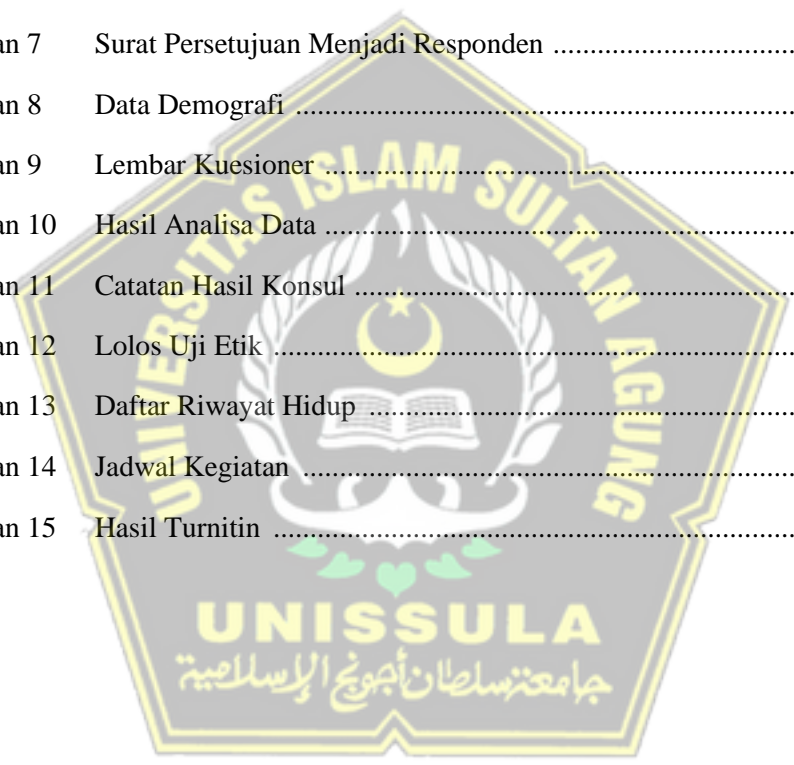 an 7 Surat Persetujuan Menjadi Responden ................................
an 8 Data Demografi ....................................................................
an 9 Lembar Kuesioner ................................................................
an 10 Hasil Analisa Data ................................................................
an 11 Catatan Hasil Konsul ............................................................
an 12 Lolos Uji Etik .......................................................................
an 13 Daftar Riwayat Hidup ..........................................................
an 14 Jadwal Kegiatan ...................................................................
an 15 Hasil Turnitin .......................................................................
UNIVERSITAS ISLAM SULTAN AGUNG
UNISSULA
جامعة سلطان أجونج الإسلامية